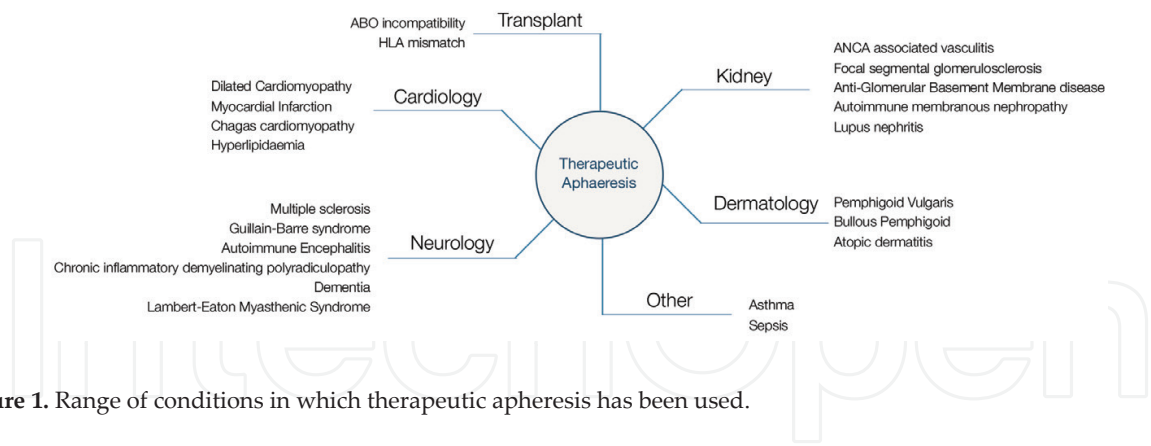 Transplant
ABO incompatibility
HLA mismatch
Kidney
ANCA associated vasculitis
Focal segmental glomerulosclerosis
Anti-Glomerular Basement Membrane disease
Autoimmune membranous nephropathy
Lupus nephritis
Cardiology
Dilated Cardiomyopathy
Myocardial Infarction
Chagas cardiomyopathy
Hyperlipidaemia
Therapeutic
Aphaeresis
Dermatology
Pemphigoid Vulgaris
Bullous Pemphigoid
Atopic dermatitis
Neurology
Multiple sclerosis
Guillain-Barre syndrome
Autoimmune Encephalitis
Chronic inflammatory demyelinating polyradiculopathy
Dementia
Lambert-Eaton Myasthenic Syndrome
Other
Asthma
Sepsis
IntechOpen
ure 1. Range of conditions in which therapeutic apheresis has been used.